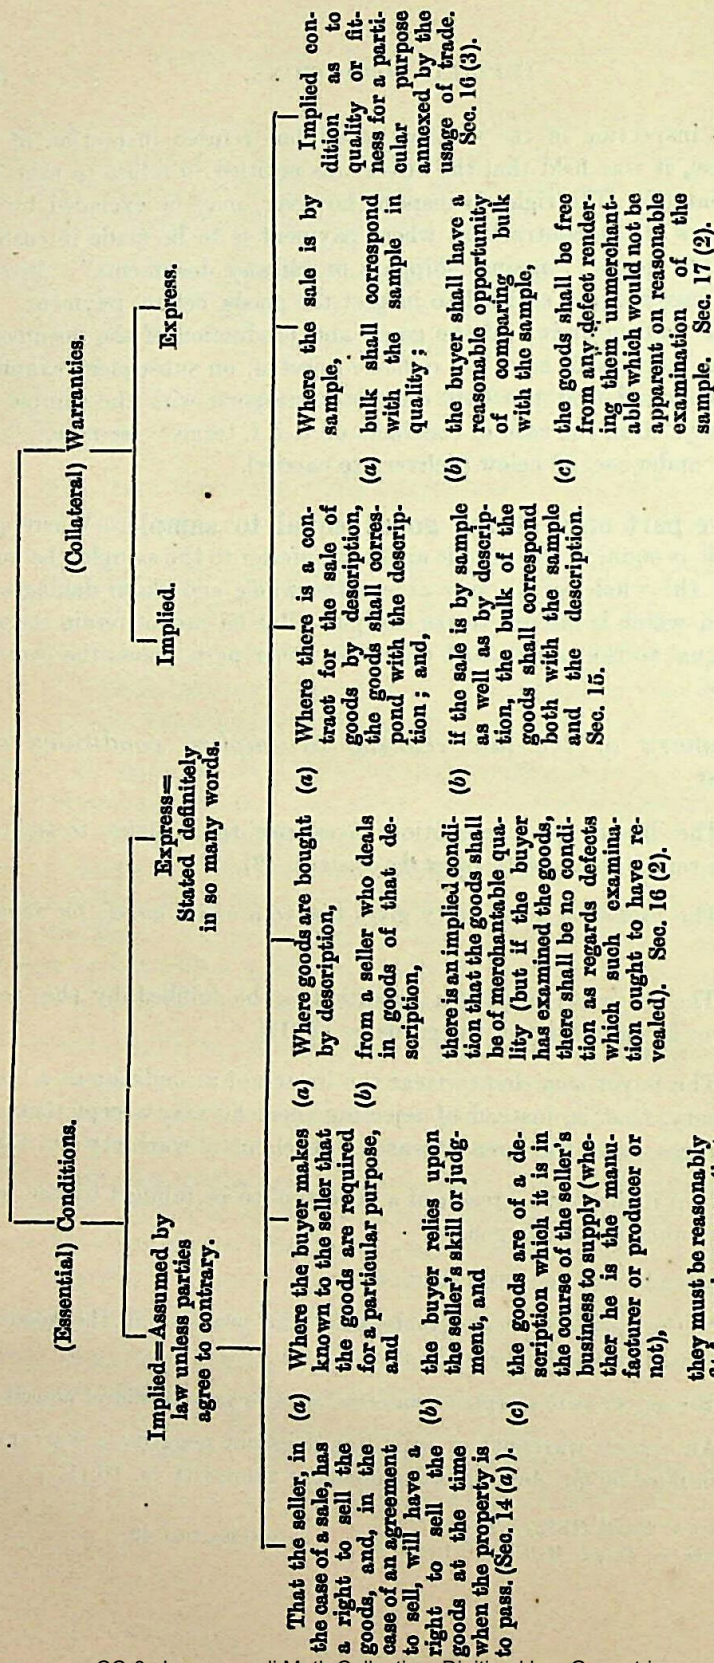 (Essential) Conditions.
(Collateral) Warranties.
Implied=Assumed by
law unless parties
agree to contrary.
Express=
Stated definitely
in so many words.
Implied.
Express.
That the seller, in
the case of a sale, has
a right to sell the
goods, and, in the
case of an agreement
to sell, will have a
right to sell the
goods at the time
when the property is
to pass. (Sec. 14 (a) ).
(a) Where the buyer makes
known to the seller that
the goods are required
for a particular purpose,
and
(b) the buyer relies upon
the seller's skill or judg-
ment, and
(c) the goods are of a de-
scription which it is in
the course of the seller's
business to supply (whe-
ther he is the manu-
facturer or producer or
not),
they must be reasonably
(a) Where goods are bought
by description,
(b) from a seller who deals
in goods of that de-
scription,
there is an implied condi-
tion that the goods shall
be of merchantable qua-
lity (but if the buyer
has examined the goods,
there shall be no condi-
tion as regards defects
which such examina-
tion ought to have re-
vealed). Sec. 16 (2).
(a) Where there is a con-
tract for the sale of
goods by description,
the goods shall corres-
pond with the descrip-
tion ; and,
(b) if the sale is by sample
as well as by descrip-
tion, the bulk of the
goods shall correspond
both with the sample
and the description.
Sec. 15.
Where the sale is by
sample,
(a) bulk shall correspond
with the sample in
quality ;
(b) the buyer shall have a
reasonable opportunity
of comparing bulk
with the sample,
(c) the goods shall be free
from any defect render-
ing them unmerchant-
able which would not be
apparent on reasonable
examination of the
sample. Sec. 17 (2).
Implied con-
dition as to
quality or fit-
ness for a parti-
cular purpose
annexed by the
usage of trade.
Sec. 16 (3).